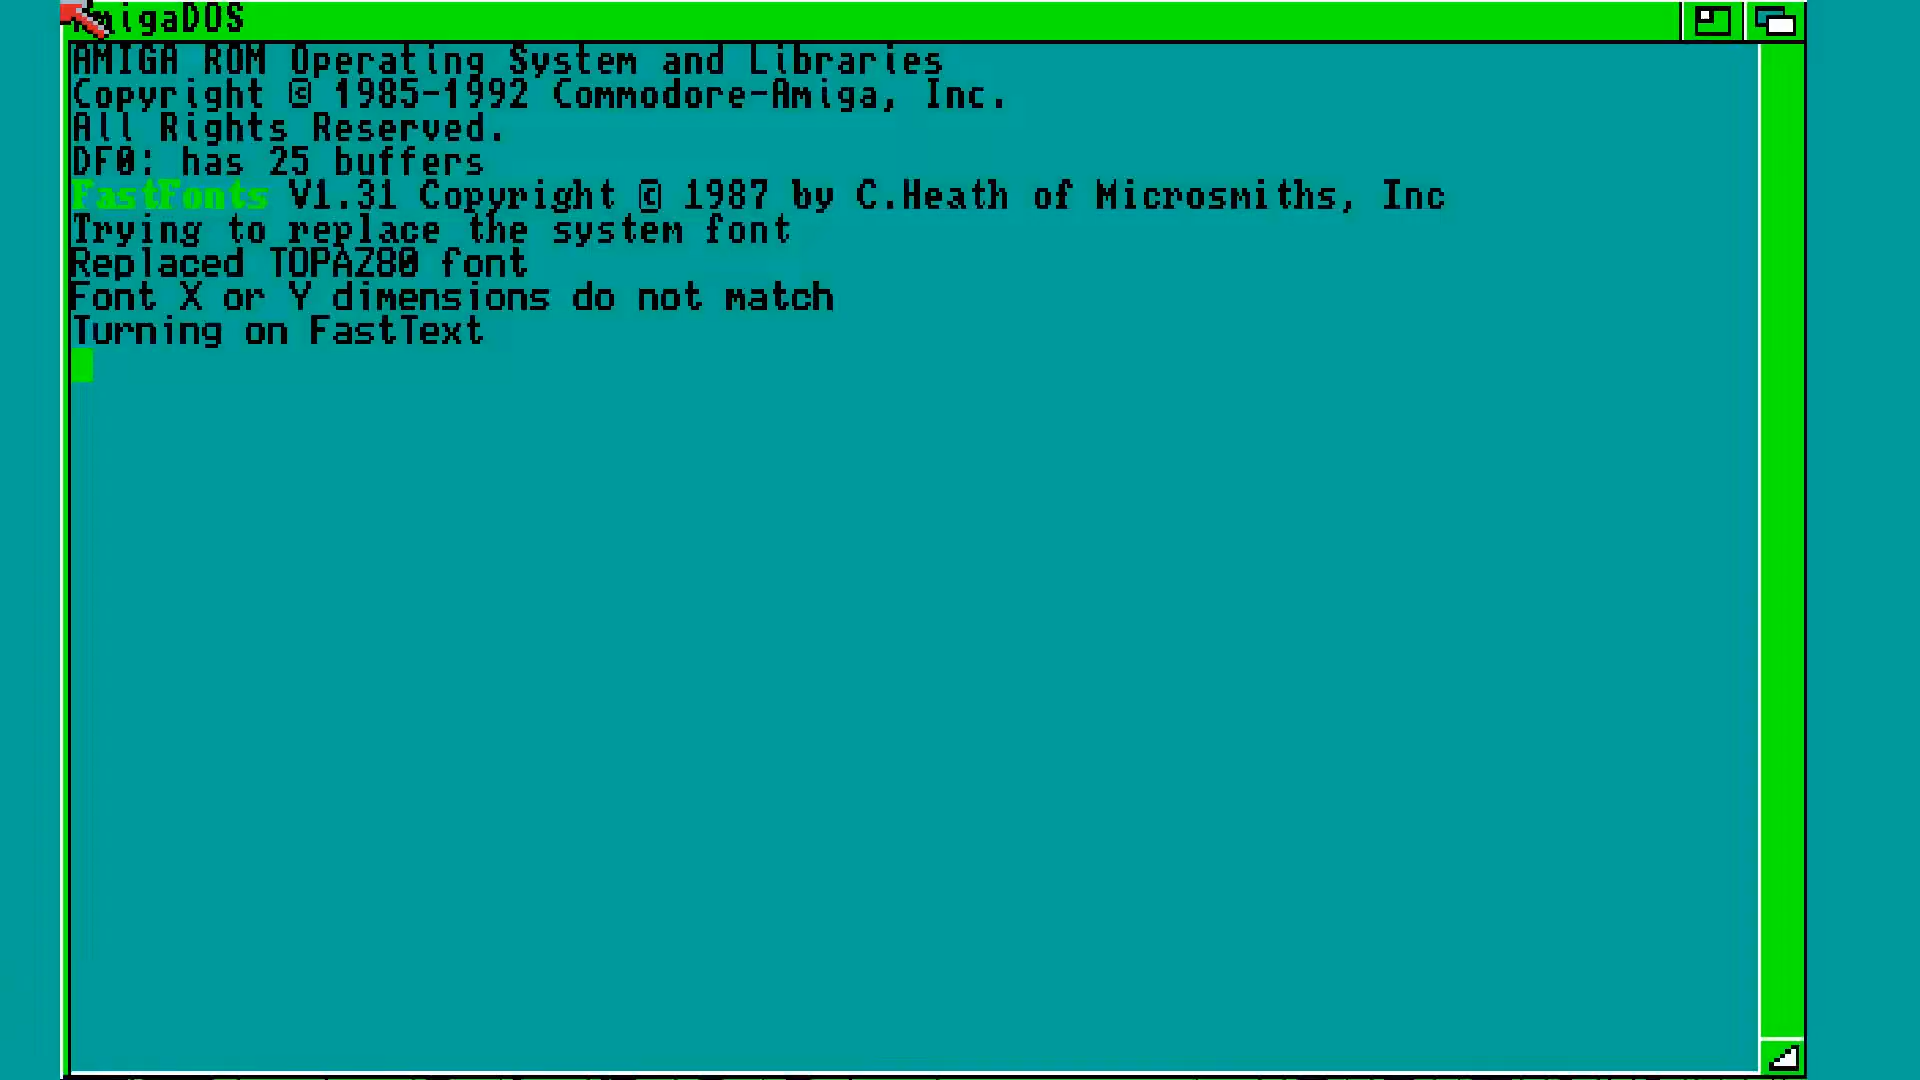 AmigaDOS
AMIGA ROM Operating System and Libraries
Copyright © 1985-1992 Commodore-Amiga, Inc.
All Rights Reserved.
DF0: has 25 buffers
FastFonts V1.31 Copyright © 1987 by C.Heath of Microsmiths, Inc
Trying to replace the system font
Replaced TOPAZ80 font
Font X or Y dimensions do not match
Turning on FastText